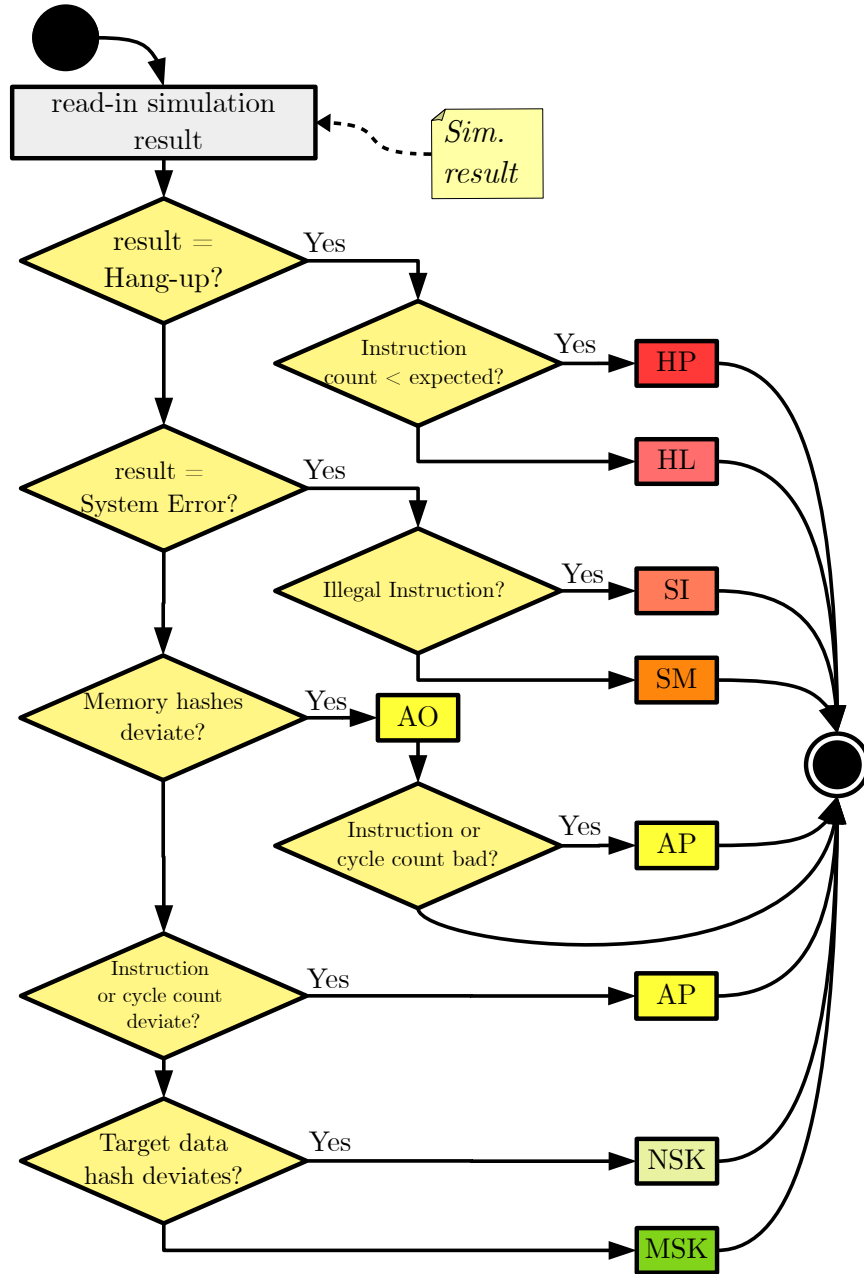 read-in simulation
result
Sim.
result
result =
Hang-up?
Yes
Instruction
count < expected?
Yes
HP
HL
result =
System Error?
Yes
Illegal Instruction?
Yes
SI
SM
Memory hashes
deviate?
Yes
AO
Instruction or
cycle count bad?
Yes
AP
Instruction
or cycle count
deviate?
Yes
AP
Target data
hash deviates?
Yes
NSK
MSK